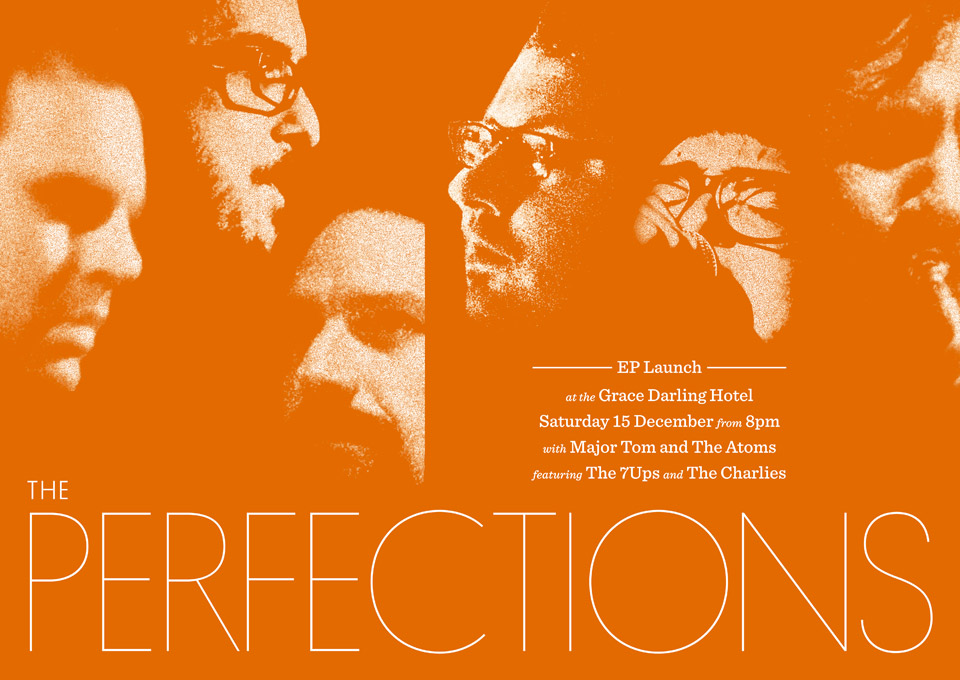 EP Launch
at the Grace Darling Hotel
Saturday 15 December from 8pm
with Major Tom and The Atoms
featuring The 7Ups and The Charlies
THE
PERFECTIONS